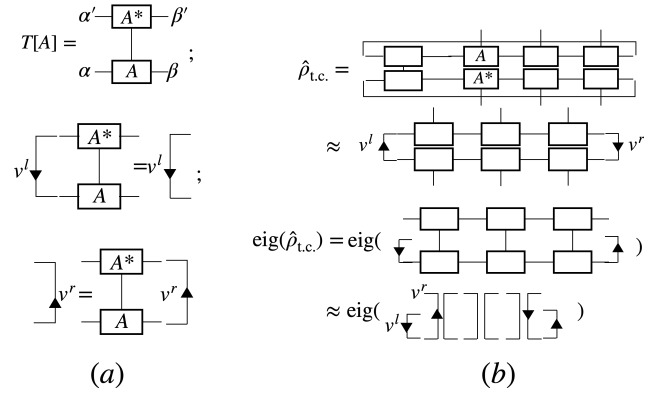 α' A* β'
T[A] = ;
α A β
A*
v^l = v^l ;
A
A*
v^r = v^r
A
(a)
ρ̂_t.c. = A
A*
≈ v^l v^r
eig(ρ̂_t.c.) = eig( )
v^r
≈ eig( v^l )
(b)